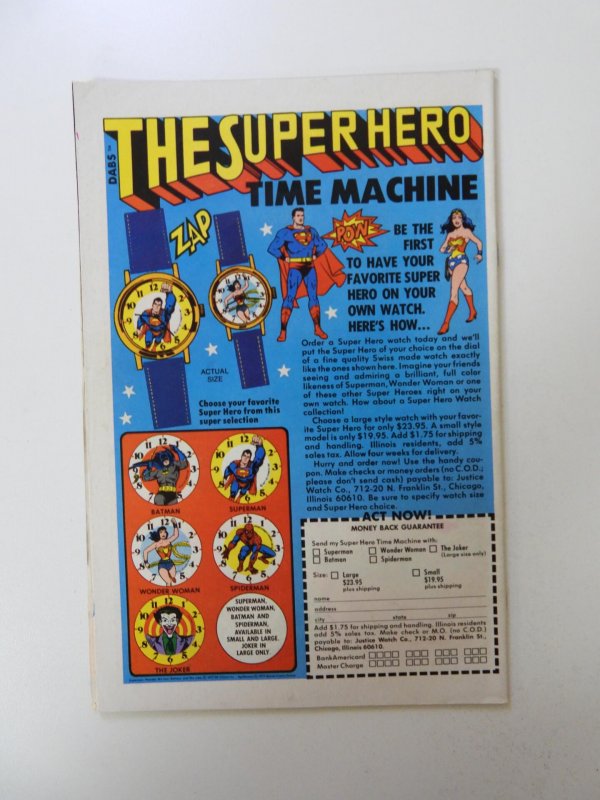 DABS™
THE SUPER HERO
TIME MACHINE
ZAP
POW
BE THE
FIRST
TO HAVE YOUR
FAVORITE SUPER
HERO ON YOUR
OWN WATCH.
HERE'S HOW...
ACTUAL
SIZE
Choose your favorite
Super Hero from this
super selection
BATMAN
SUPERMAN
WONDER WOMAN
SPIDERMAN
THE JOKER
SUPERMAN,
WONDER WOMAN,
BATMAN AND
SPIDERMAN,
AVAILABLE IN
SMALL AND LARGE.
JOKER IN
LARGE ONLY
Order a Super Hero watch today and we'll
put the Super Hero of your choice on the dial
of a fine quality Swiss made watch exactly
like the ones shown here. Imagine your friends
seeing and admiring a brilliant, full color
likeness of Superman, Wonder Woman or one
of these other Super Heroes right on your
own watch. How about a Super Hero Watch
collection!
Choose a large style watch with your favor-
ite Super Hero for only $23.95. A small style
model is only $19.95. Add $1.75 for shipping
and handling. Illinois residents, add 5%
sales tax. Allow four weeks for delivery.
Hurry and order now! Use the handy cou-
pon. Make checks or money orders (no C.O.D.;
please don't send cash) payable to: Justice
Watch Co., 712-20 N. Franklin St., Chicago,
Illinois 60610. Be sure to specify watch size
and Super Hero choice.
ACT NOW!
MONEY BACK GUARANTEE
Send my Super Hero Time Machine with:
Superman Wonder Woman The Joker
Batman Spiderman (Large size only)
Size: Large Small
$23.95 $19.95
plus shipping plus shipping
name
address
city state zip
Add $1.75 for shipping and handling. Illinois residents
add 5% sales tax. Make check or M.O. (no C.O.D.)
payable to: Justice Watch Co., 712-20 N. Franklin St.,
Chicago, Illinois 60610.
BankAmericard
Master Charge